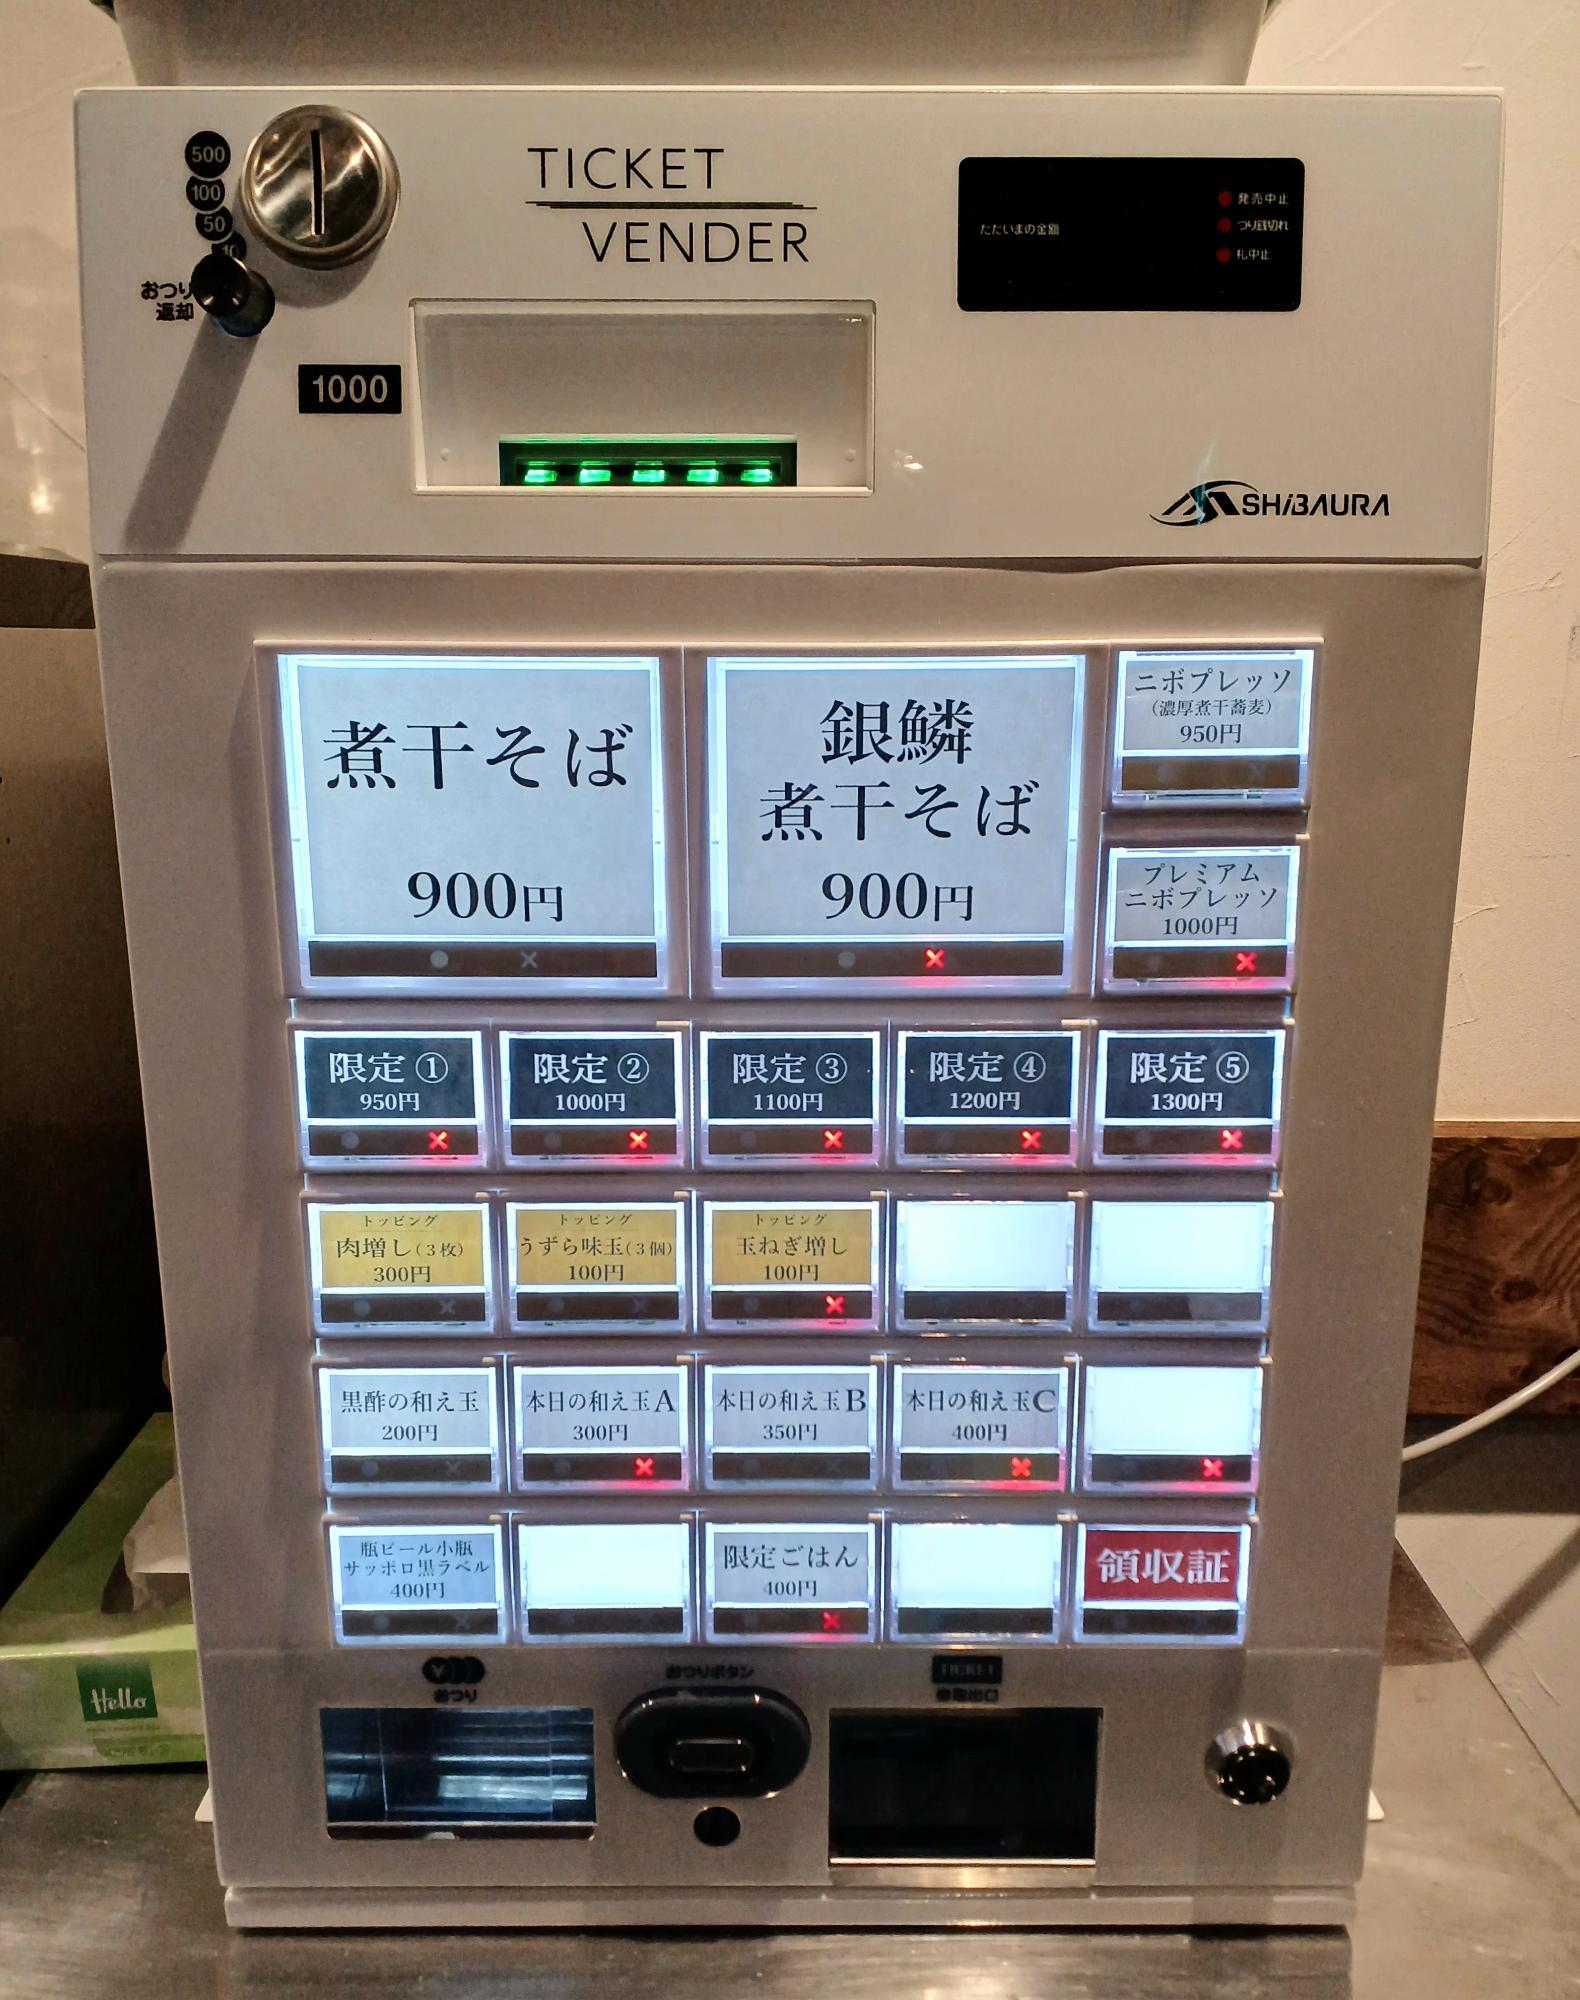 500
100
50
10
おつり
返却
TICKET
VENDER
ただいまの金額
発売中止
つり銭切れ
札中止
1000
SHiBAURA
煮干そば
900円
銀鱗
煮干そば
900円
ニボプレッソ
(濃厚煮干蕎麦)
950円
プレミアム
ニボプレッソ
1000円
限定①
950円
限定②
1000円
限定③
1100円
限定④
1200円
限定⑤
1300円
トッピング
肉増し(3枚)
300円
トッピング
うずら味玉(3個)
100円
トッピング
玉ねぎ増し
100円
黒酢の和え玉
200円
本日の和え玉A
300円
本日の和え玉B
350円
本日の和え玉C
400円
瓶ビール小瓶
サッポロ黒ラベル
400円
限定ごはん
400円
領収証
¥
おつり
おつりボタン
TICKET
Hello